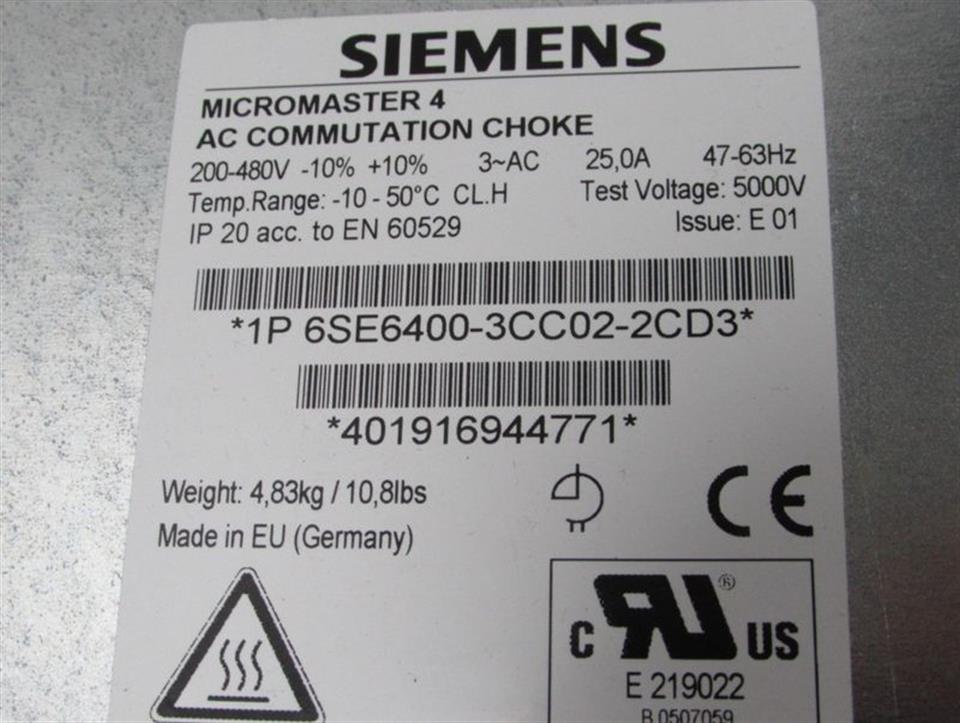 SIEMENS
MICROMASTER 4
AC COMMUTATION CHOKE
200-480V -10% +10% 3~AC 25,0A 47-63Hz
Temp.Range: -10 - 50°C CL.H Test Voltage: 5000V
IP 20 acc. to EN 60529 Issue: E 01
*1P 6SE6400-3CC02-2CD3*
*401916944771*
Weight: 4,83kg / 10,8lbs
Made in EU (Germany)
CE
c RU ® US
E 219022
B 0507059